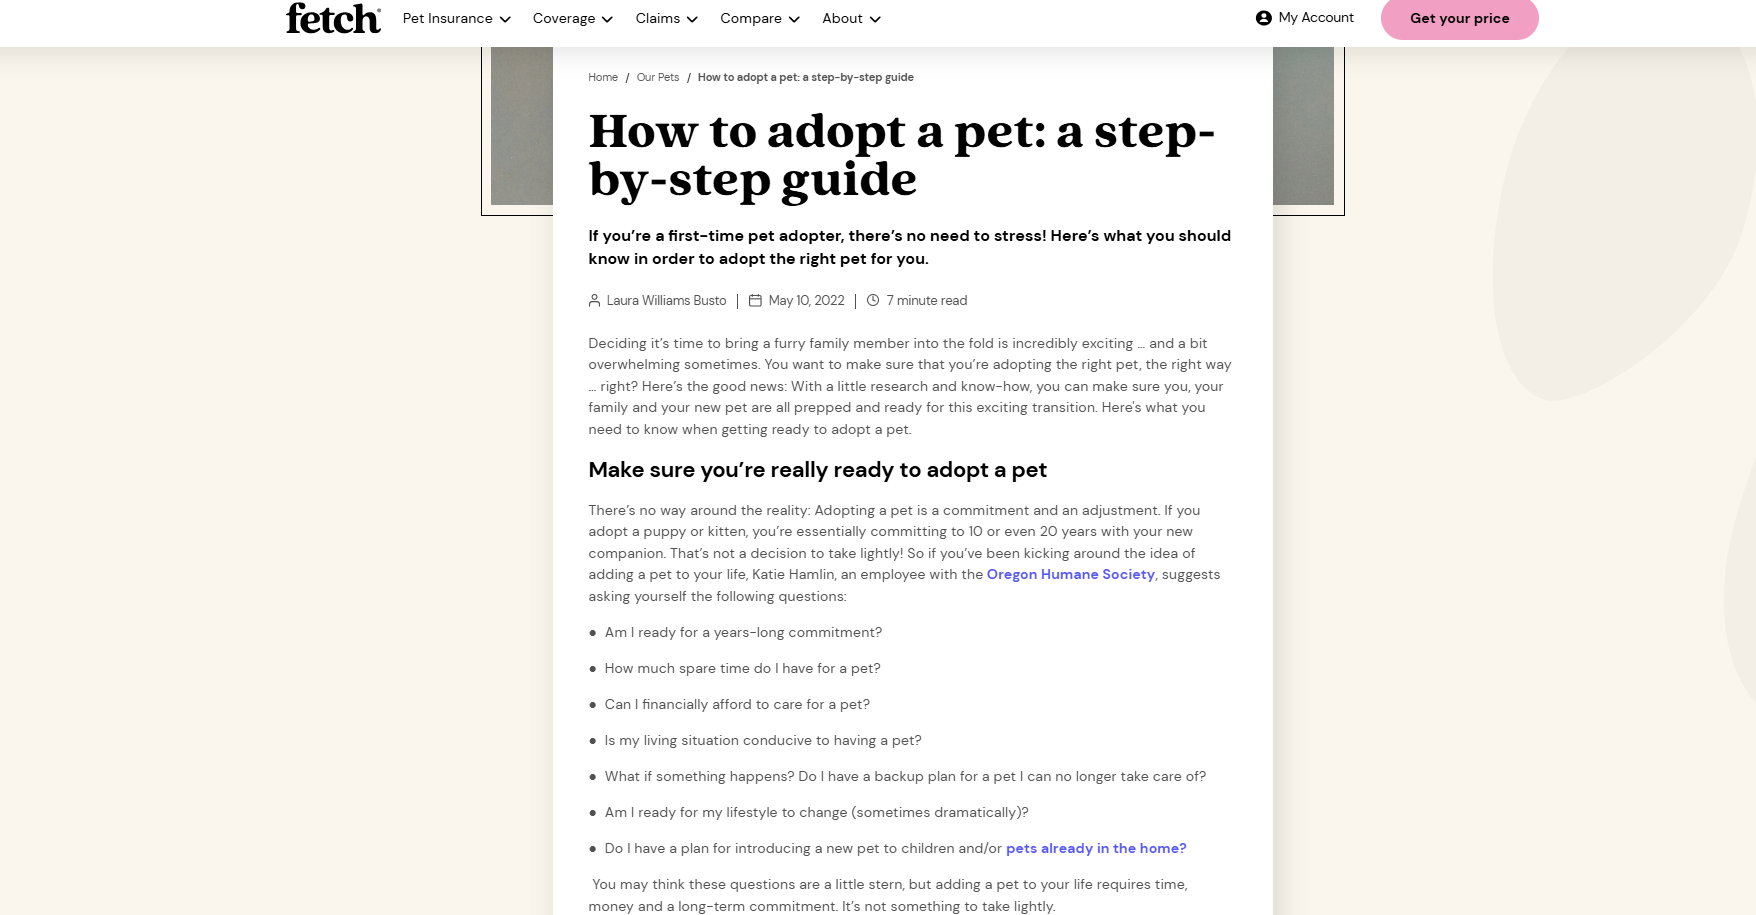 fetch®
Pet Insurance
Coverage
Claims
Compare
About
My Account
Get your price
Home / Our Pets / How to adopt a pet: a step-by-step guide
How to adopt a pet: a step-
by-step guide
If you’re a first-time pet adopter, there’s no need to stress! Here’s what you should
know in order to adopt the right pet for you.
Laura Williams Busto | May 10, 2022 | 7 minute read
Deciding it’s time to bring a furry family member into the fold is incredibly exciting … and a bit
overwhelming sometimes. You want to make sure that you’re adopting the right pet, the right way
… right? Here’s the good news: With a little research and know-how, you can make sure you, your
family and your new pet are all prepped and ready for this exciting transition. Here's what you
need to know when getting ready to adopt a pet.
Make sure you’re really ready to adopt a pet
There’s no way around the reality: Adopting a pet is a commitment and an adjustment. If you
adopt a puppy or kitten, you’re essentially committing to 10 or even 20 years with your new
companion. That’s not a decision to take lightly! So if you’ve been kicking around the idea of
adding a pet to your life, Katie Hamlin, an employee with the Oregon Humane Society, suggests
asking yourself the following questions:
● Am I ready for a years-long commitment?
● How much spare time do I have for a pet?
● Can I financially afford to care for a pet?
● Is my living situation conducive to having a pet?
● What if something happens? Do I have a backup plan for a pet I can no longer take care of?
● Am I ready for my lifestyle to change (sometimes dramatically)?
● Do I have a plan for introducing a new pet to children and/or pets already in the home?
You may think these questions are a little stern, but adding a pet to your life requires time,
money and a long-term commitment. It’s not something to take lightly.